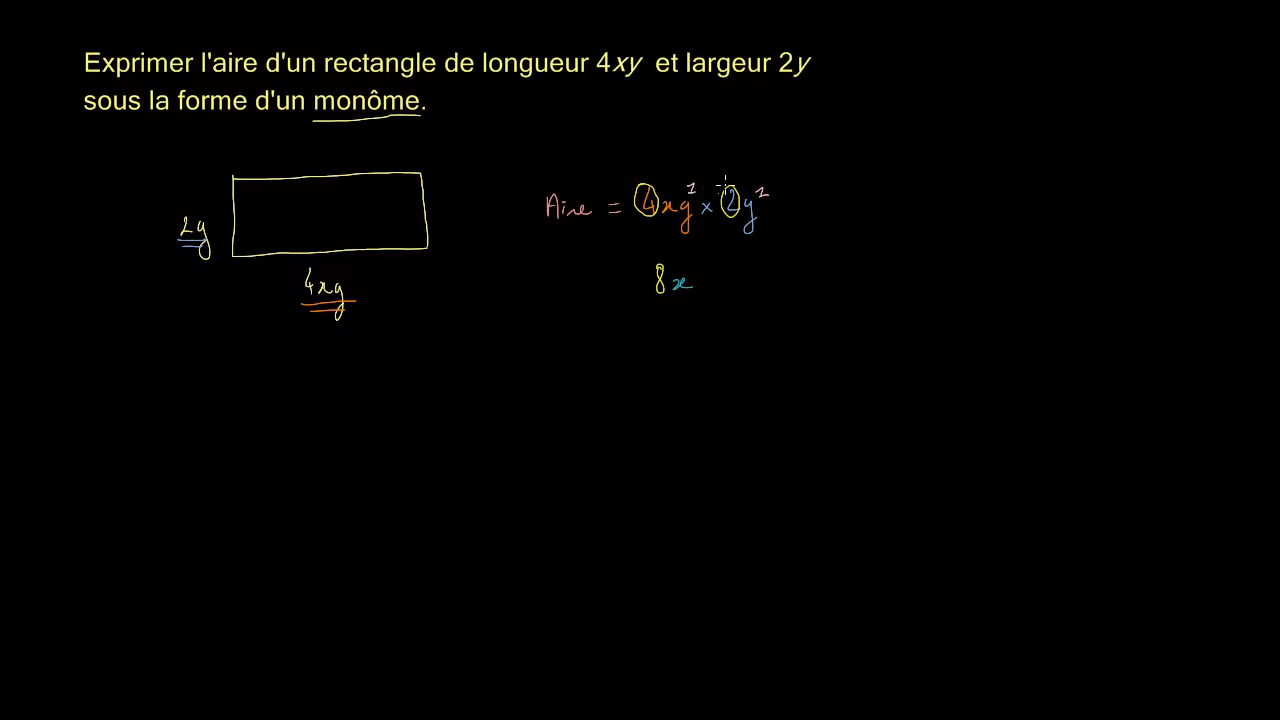 Exprimer l'aire d'un rectangle de longueur 4xy et largeur 2y
sous la forme d'un monôme.
Aire = 4xy¹ × 2y¹
2y
4xy
8x